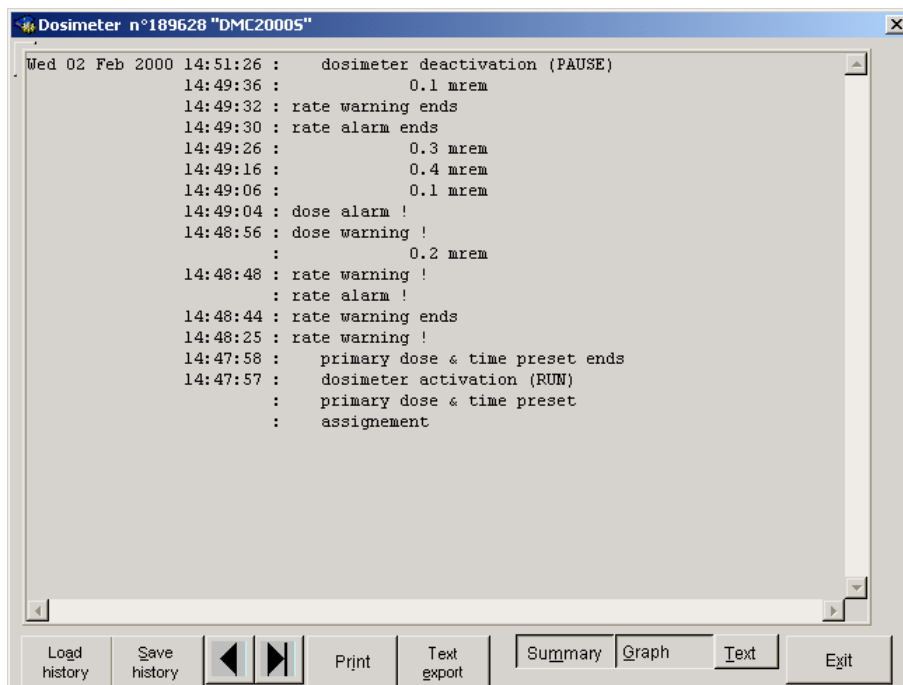 Dosimeter n°189628 "DMC2000S"
Wed 02 Feb 2000 14:51:26 : dosimeter deactivation (PAUSE)
14:49:36 : 0.1 mrem
14:49:32 : rate warning ends
14:49:30 : rate alarm ends
14:49:26 : 0.3 mrem
14:49:16 : 0.4 mrem
14:49:06 : 0.1 mrem
14:49:04 : dose alarm !
14:48:56 : dose warning !
: 0.2 mrem
14:48:48 : rate warning !
: rate alarm !
14:48:44 : rate warning ends
14:48:25 : rate warning !
14:47:58 : primary dose & time preset ends
14:47:57 : dosimeter activation (RUN)
: primary dose & time preset
: assignement
Load history
Save history
Print
Text export
Summary
Graph
Text
Exit